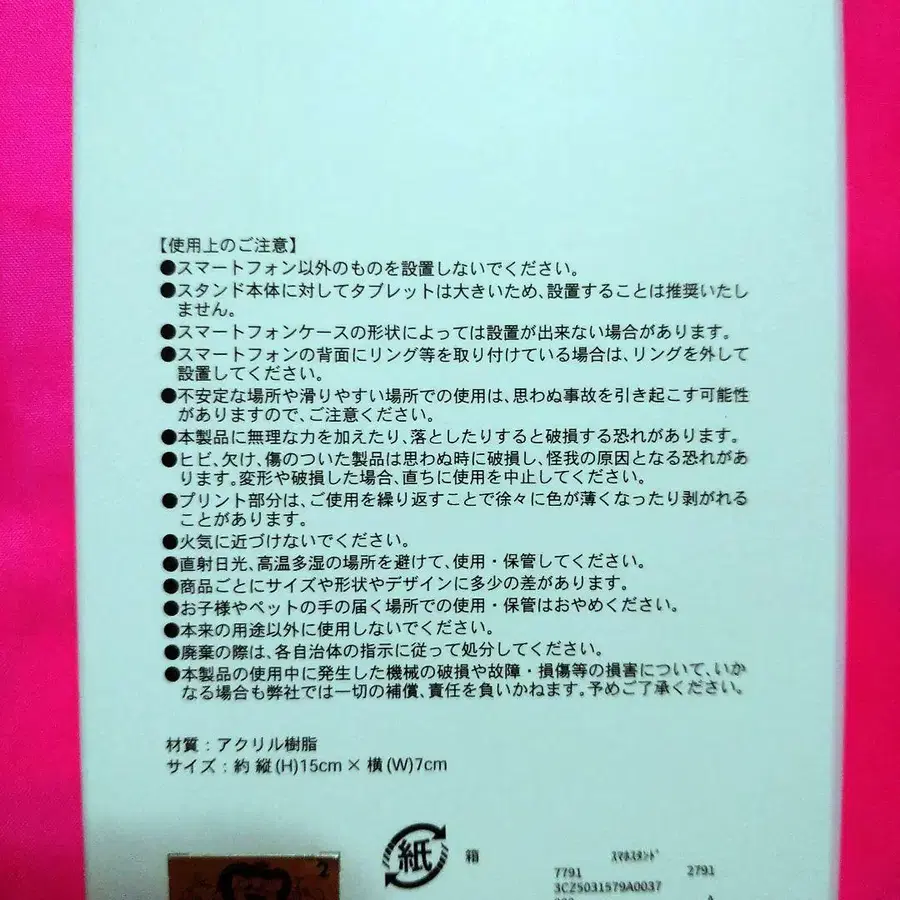 【使用上のご注意】
●スマートフォン以外のものを設置しないでください。
●スタンド本体に対してタブレットは大きいため、設置することは推奨いたし
ません。
●スマートフォンケースの形状によっては設置が出来ない場合があります。
●スマートフォンの背面にリング等を取り付けている場合は、リングを外して
設置してください。
●不安定な場所や滑りやすい場所での使用は、思わぬ事故を引き起こす可能性
がありますので、ご注意ください。
●本製品に無理な力を加えたり、落としたりすると破損する恐れがあります。
●ヒビ、欠け、傷のついた製品は思わぬ時に破損し、怪我の原因となる恐れがあ
ります。変形や破損した場合、直ちに使用を中止してください。
●プリント部分は、ご使用を繰り返すことで徐々に色が薄くなったり剥がれる
ことがあります。
●火気に近づけないでください。
●直射日光、高温多湿の場所を避けて、使用・保管してください。
●商品ごとにサイズや形状やデザインに多少の差があります。
●お子様やペットの手の届く場所での使用・保管はおやめください。
●本来の用途以外に使用しないでください。
●廃棄の際は、各自治体の指示に従って処分してください。
●本製品の使用中に発生した機械の破損や故障・損傷等の損害について、いか
なる場合も弊社では一切の補償、責任を負いかねます。予めご了承ください。
材質：アクリル樹脂
サイズ：約 縦(H)15cm × 横(W)7cm
紙 箱
ｽﾏﾎｽﾀﾝﾄﾞ
7791 2791
3CZ5031579A0037
2